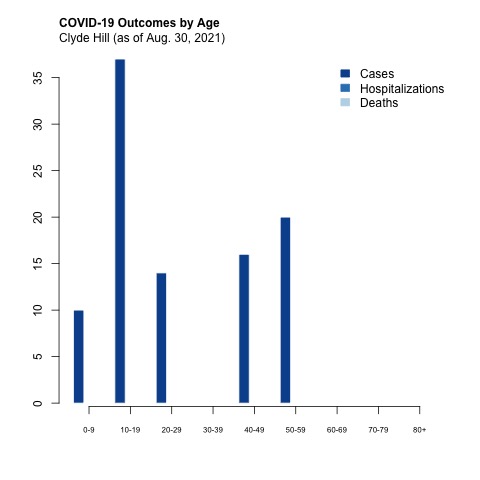 COVID-19 Outcomes by Age
Clyde Hill (as of Aug. 30, 2021)
Cases
Hospitalizations
Deaths
35
30
25
20
15
10
5
0
0-9 10-19 20-29 30-39 40-49 50-59 60-69 70-79 80+